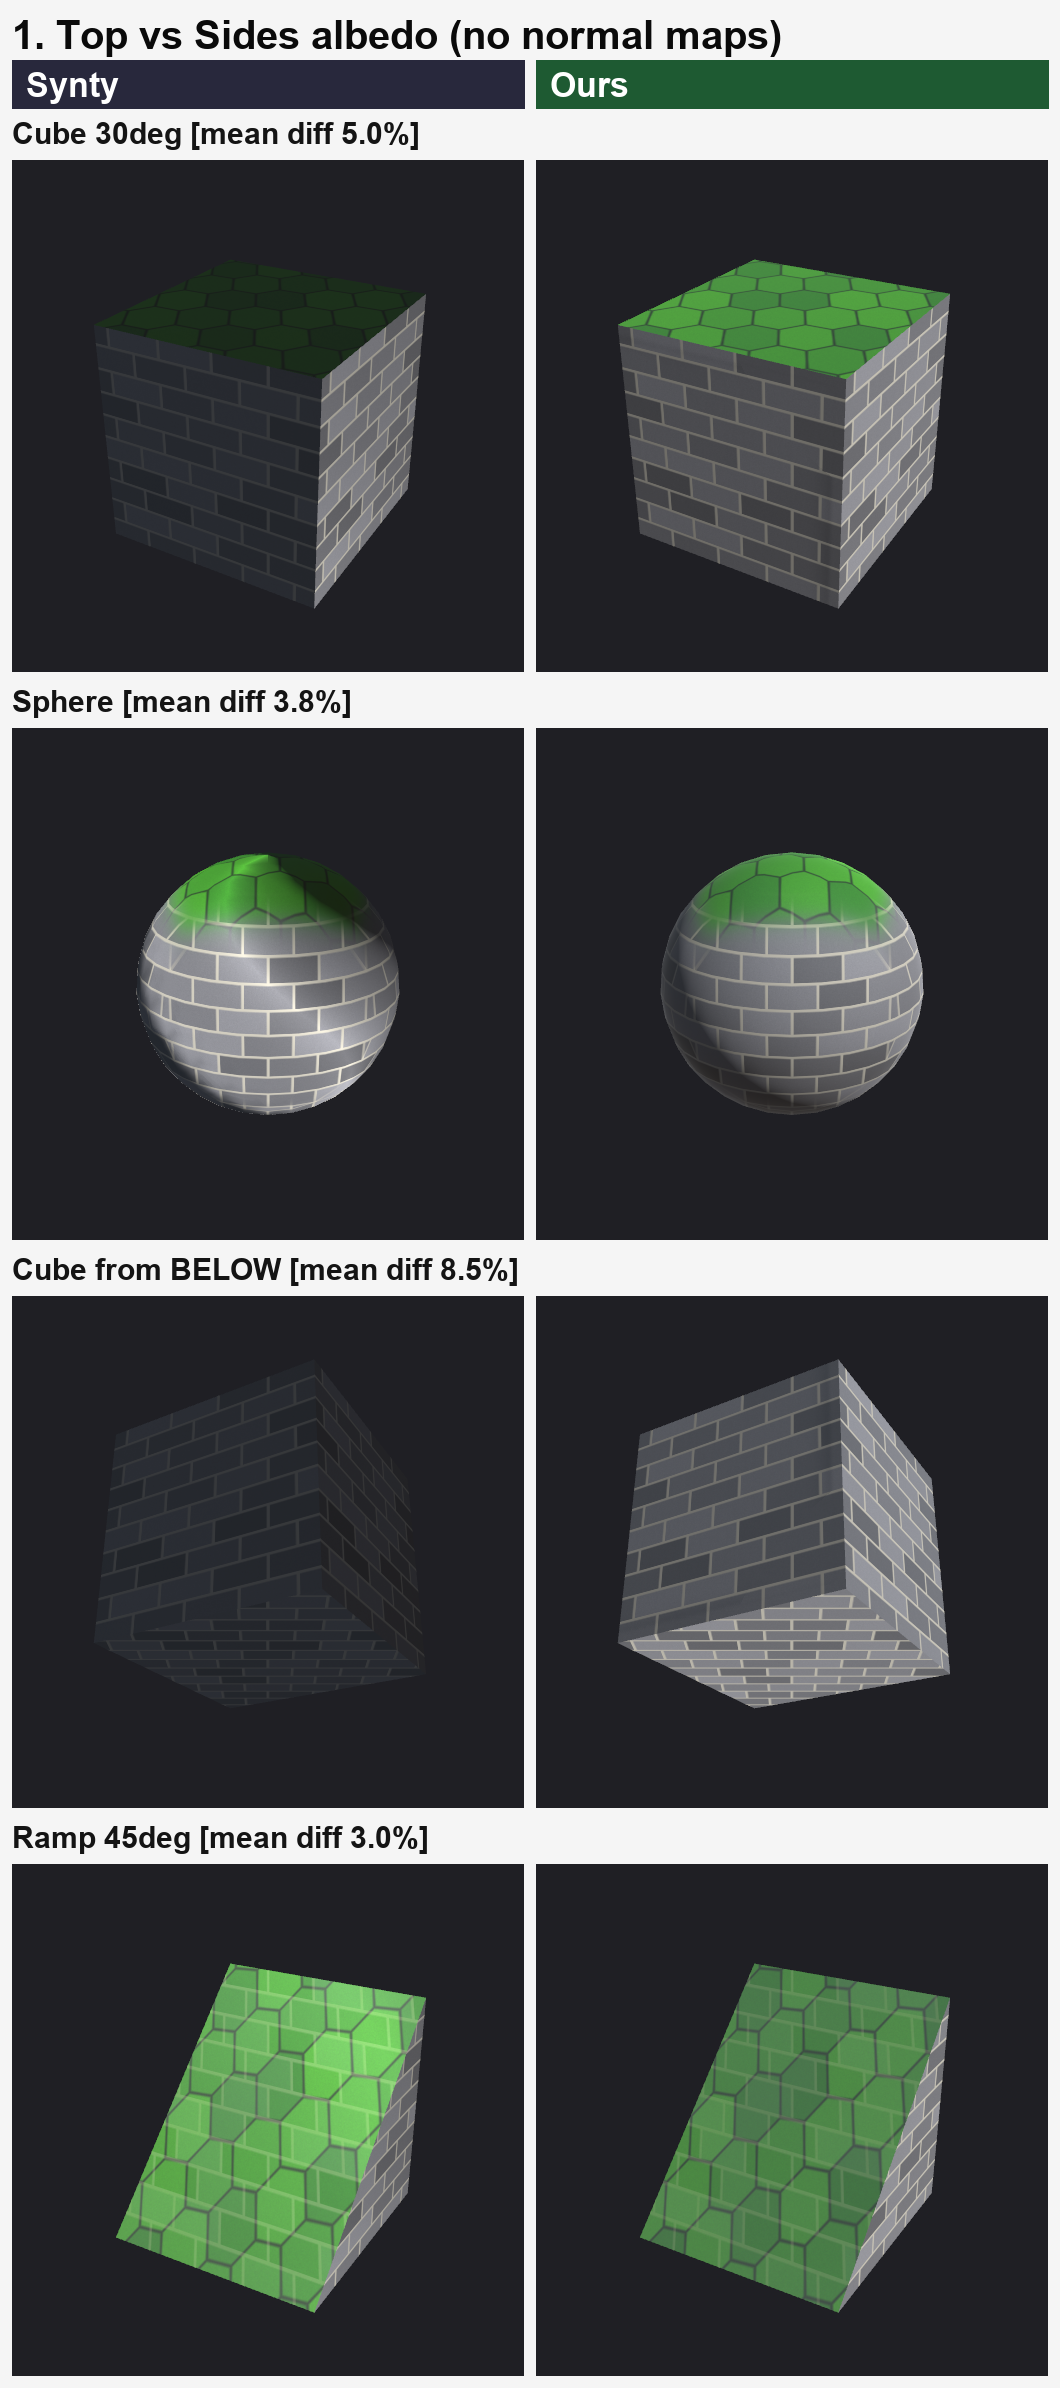 1. Top vs Sides albedo (no normal maps)
Synty
Ours
Cube 30deg [mean diff 5.0%]
Sphere [mean diff 3.8%]
Cube from BELOW [mean diff 8.5%]
Ramp 45deg [mean diff 3.0%]